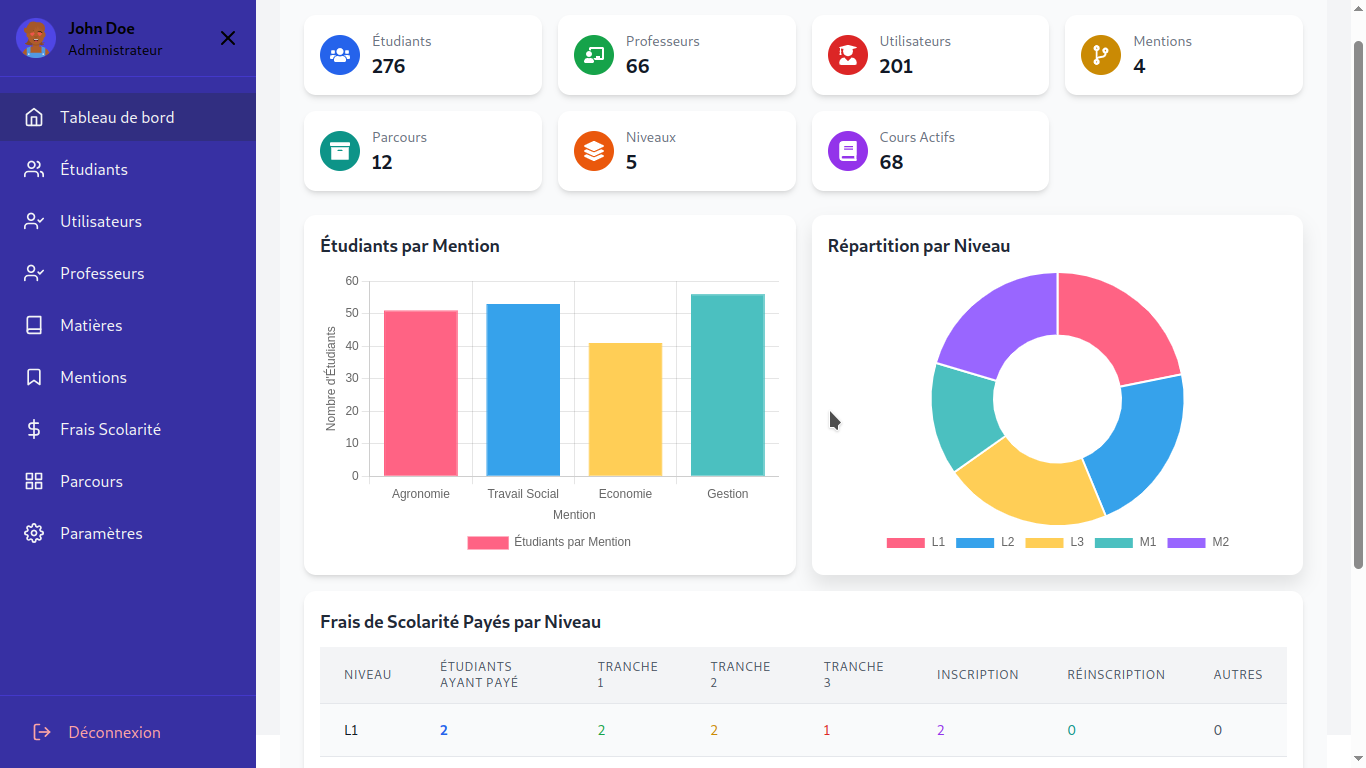 John Doe
Administrateur
Tableau de bord
Étudiants
Utilisateurs
Professeurs
Matières
Mentions
Frais Scolarité
Parcours
Paramètres
Déconnexion
Étudiants
276
Professeurs
66
Utilisateurs
201
Mentions
4
Parcours
12
Niveaux
5
Cours Actifs
68
Étudiants par Mention
60
50
40
30
20
10
0
Nombre d'Étudiants
Agronomie Travail Social Economie Gestion
Mention
Étudiants par Mention
Répartition par Niveau
L1 L2 L3 M1 M2
Frais de Scolarité Payés par Niveau
NIVEAU ÉTUDIANTS AYANT PAYÉ TRANCHE 1 TRANCHE 2 TRANCHE 3 INSCRIPTION RÉINSCRIPTION AUTRES
L1 2 2 2 1 2 0 0